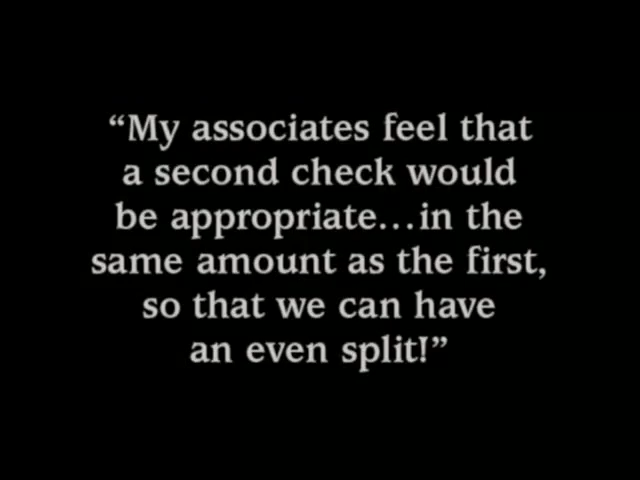 “My associates feel that
a second check would
be appropriate...in the
same amount as the first,
so that we can have
an even split!”